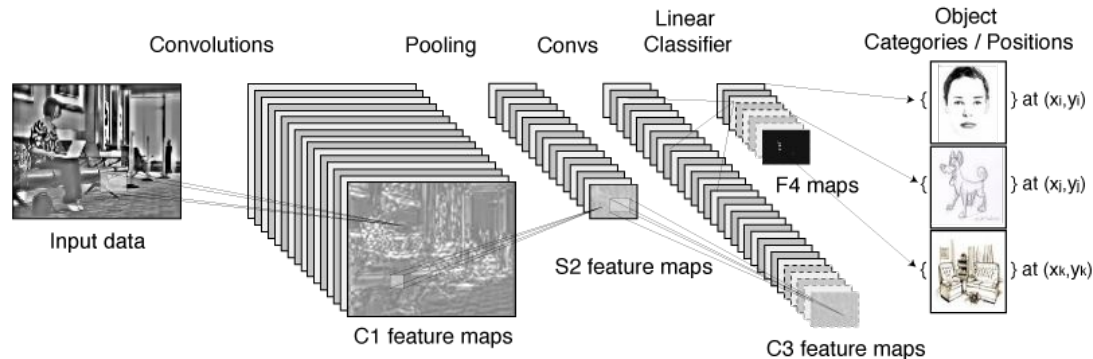 Convolutions
Pooling
Convs
Linear
Classifier
Object
Categories / Positions
Input data
C1 feature maps
S2 feature maps
C3 feature maps
F4 maps
{ } at (xi,yi)
{ } at (xj,yj)
{ } at (xk,yk)